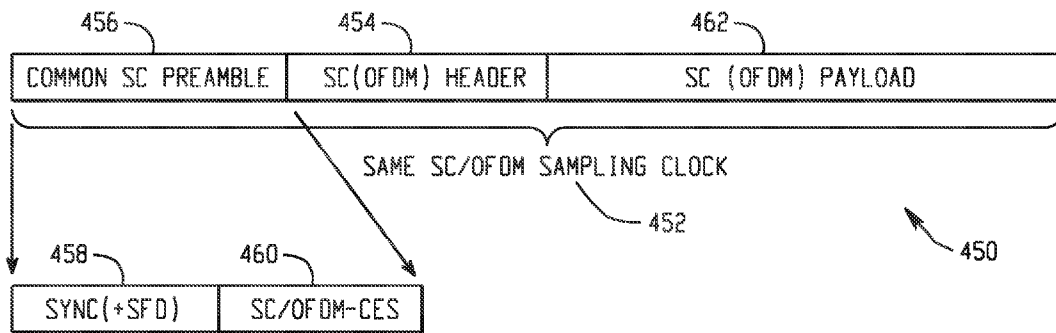 456 454 462
COMMON SC PREAMBLE SC(OFDM) HEADER SC (OFDM) PAYLOAD
SAME SC/OFDM SAMPLING CLOCK
452
450
458 460
SYNC(+SFD) SC/OFDM-CES